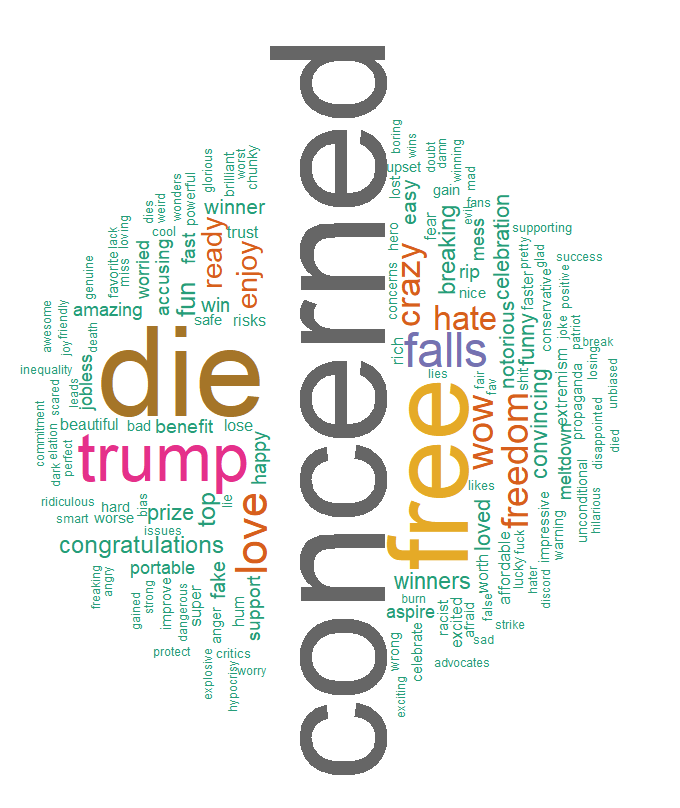 concerned
die
free
trump
falls
love
hate
crazy
wow
freedom
enjoy
ready
glorious
brilliant
worst
chunky
dies
weird
wonders
powerful
winner
cool
trust
favorite
lack
loving
miss
worried
accusing
fast
fun
win
genuine
amazing
safe
risks
awesome
friendly
joy
death
inequality
leads
jobless
scared
commitment
beautiful
bad
benefit
lose
dark
elation
perfect
happy
ridiculous
hard
bias
smart
worse
prize
top
lie
issues
congratulations
portable
fake
freaking
angry
gained
strong
improve
dangerous
super
anger
hum
support
protect
critics
explosive
hypocrisy
worry
boring
wins
doubt
damn
winning
upset
mad
lost
easy
gain
fans
evil
hero
fear
breaking
mess
celebration
supporting
pretty
glad
success
concerns
rip
nice
conservative
positive
faster
notorious
funny
joke
patriot
break
rich
lies
fair
fav
shit
convincing
extremism
propaganda
losing
unbiased
disappointed
died
meltdown
likes
unconditional
hilarious
loved
worth
affordable
lucky
fuck
impressive
warning
hater
discord
winners
burn
aspire
racist
excited
afraid
false
strike
sad
wrong
celebrate
advocates
exciting